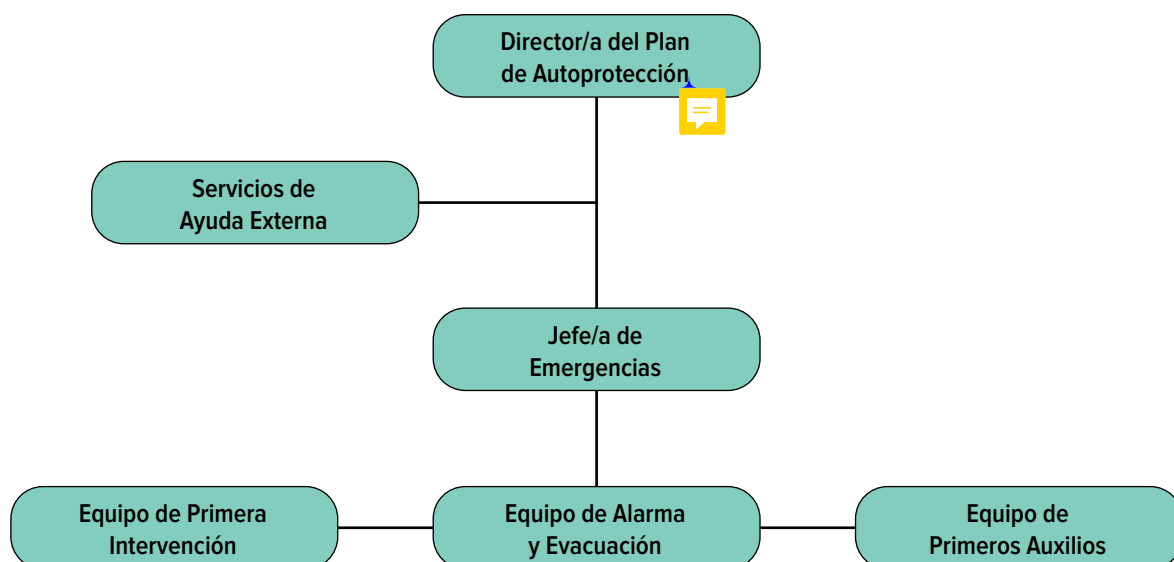 Director/a del Plan
de Autoprotección
Servicios de
Ayuda Externa
Jefe/a de
Emergencias
Equipo de Primera
Intervención
Equipo de Alarma
y Evacuación
Equipo de
Primeros Auxilios